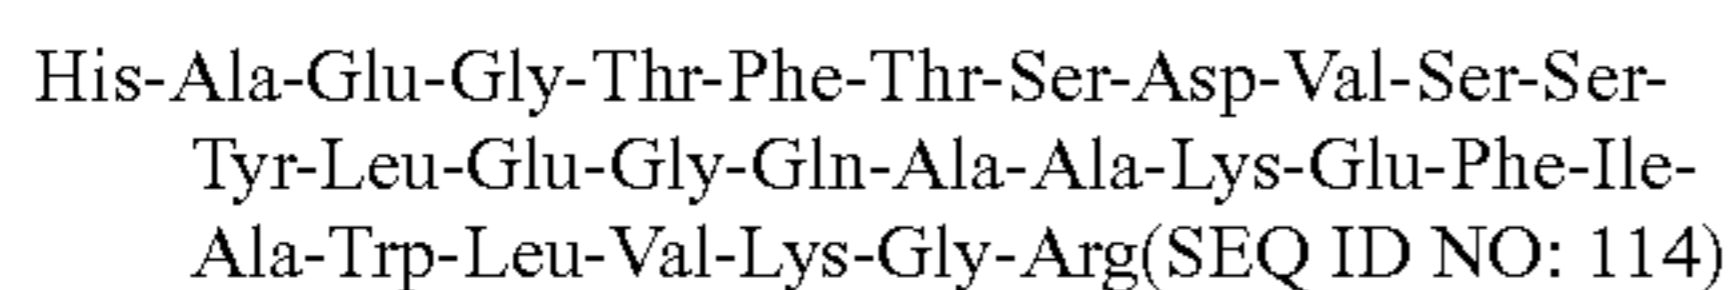 His-Ala-Glu-Gly-Thr-Phe-Thr-Ser-Asp-Val-Ser-Ser-
Tyr-Leu-Glu-Gly-Gln-Ala-Ala-Lys-Glu-Phe-Ile-
Ala-Trp-Leu-Val-Lys-Gly-Arg(SEQ ID NO: 114)